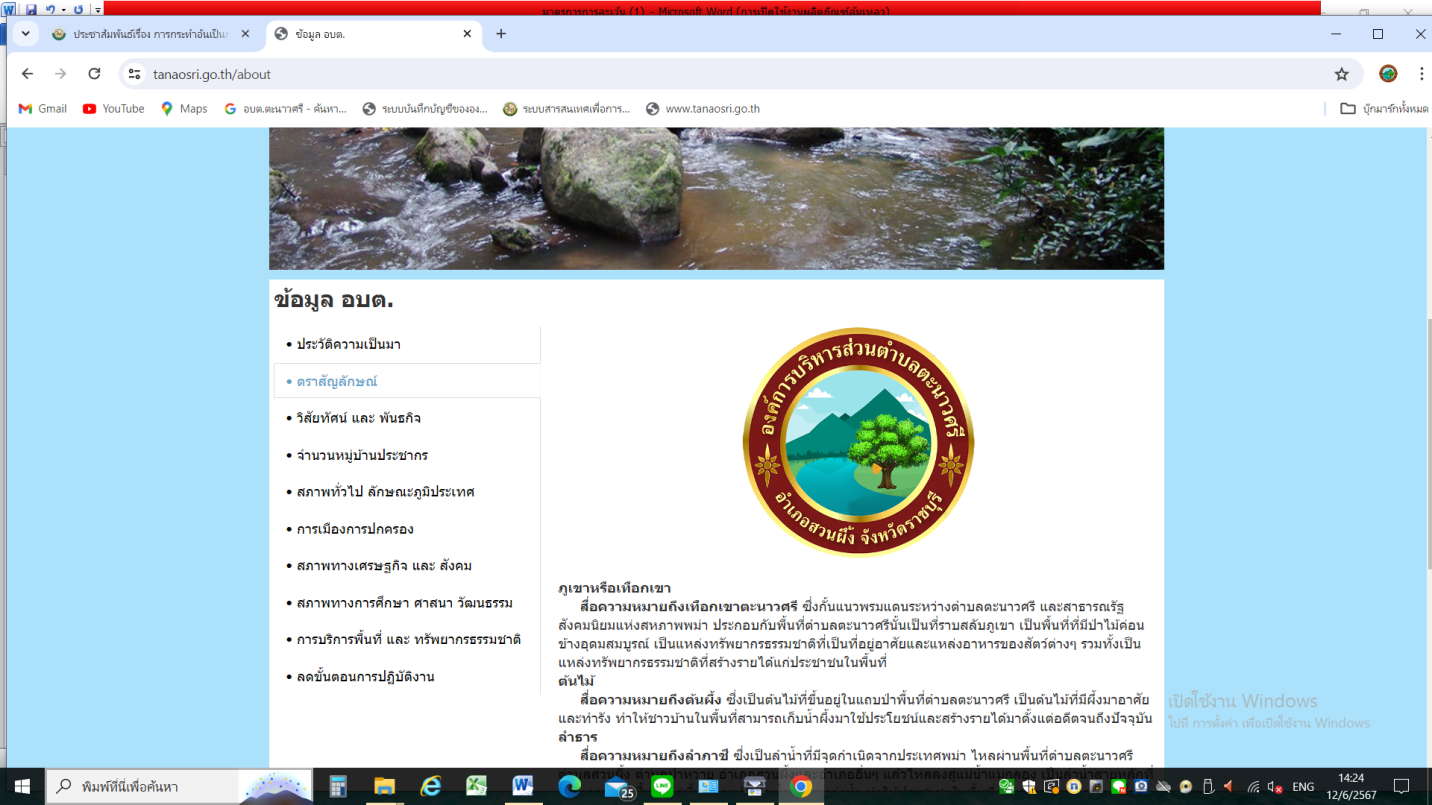 มาตรการการละเว้น (1) - Microsoft Word (การเปิดใช้งานผลิตภัณฑ์ล้มเหลว)
ประชาสัมพันธ์เรื่อง การกระทำอันเป็น
ข้อมูล อบต.
tanaosri.go.th/about
Gmail
YouTube
Maps
อบต.ตะนาวศรี - ค้นหา...
ระบบบันทึกบัญชีขององ...
ระบบสารสนเทศเพื่อการ...
www.tanaosri.go.th
บุ๊กมาร์กทั้งหมด
ข้อมูล อบต.
• ประวัติความเป็นมา
• ตราสัญลักษณ์
• วิสัยทัศน์ และ พันธกิจ
• จำนวนหมู่บ้านประชากร
• สภาพทั่วไป ลักษณะภูมิประเทศ
• การเมืองการปกครอง
• สภาพทางเศรษฐกิจ และ สังคม
• สภาพทางการศึกษา ศาสนา วัฒนธรรม
• การบริการพื้นที่ และ ทรัพยากรธรรมชาติ
• ลดขั้นตอนการปฏิบัติงาน
องค์การบริหารส่วนตำบลตะนาวศรี
อำเภอสวนผึ้ง จังหวัดราชบุรี
ภูเขาหรือเทือกเขา
สื่อความหมายถึงเทือกเขาตะนาวศรี ซึ่งกั้นแนวพรมแดนระหว่างตำบลตะนาวศรี และสาธารณรัฐ
สังคมนิยมแห่งสหภาพพม่า ประกอบกับพื้นที่ตำบลตะนาวศรีนั้นเป็นที่ราบสลับภูเขา เป็นพื้นที่ที่มีป่าไม้ค่อน
ข้างอุดมสมบูรณ์ เป็นแหล่งทรัพยากรธรรมชาติที่เป็นที่อยู่อาศัยและแหล่งอาหารของสัตว์ต่างๆ รวมทั้งเป็น
แหล่งทรัพยากรธรรมชาติที่สร้างรายได้แก่ประชาชนในพื้นที่
ต้นไม้
สื่อความหมายถึงต้นผึ้ง ซึ่งเป็นต้นไม้ที่ขึ้นอยู่ในแถบป่าพื้นที่ตำบลตะนาวศรี เป็นต้นไม้ที่มีผึ้งมาอาศัย
และทำรัง ทำให้ชาวบ้านในพื้นที่สามารถเก็บน้ำผึ้งมาใช้ประโยชน์และสร้างรายได้มาตั้งแต่อดีตจนถึงปัจจุบัน
ลำธาร
สื่อความหมายถึงลำภาชี ซึ่งเป็นลำน้ำที่มีจุดกำเนิดจากประเทศพม่า ไหลผ่านพื้นที่ตำบลตะนาวศรี
เปิดใช้งาน Windows
ไปที่ การตั้งค่า เพื่อเปิดใช้งาน Windows
พิมพ์ที่นี่เพื่อค้นหา
25
ENG
14:24
12/6/2567